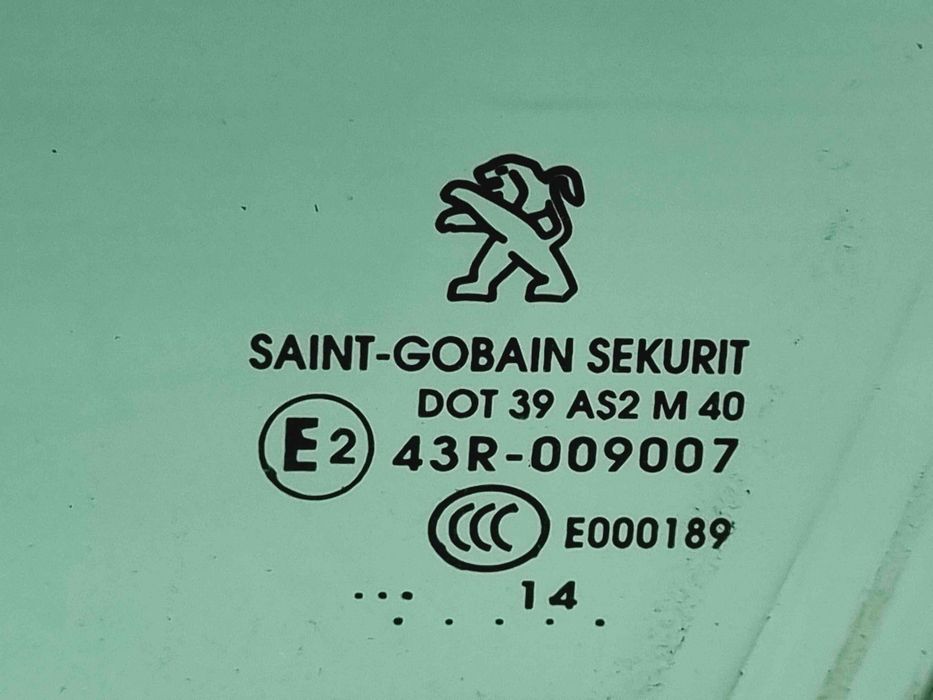 SAINT-GOBAIN SEKURIT
DOT 39 AS2 M 40
E2 43R-009007
CCC E000189
... 14
. . . . .